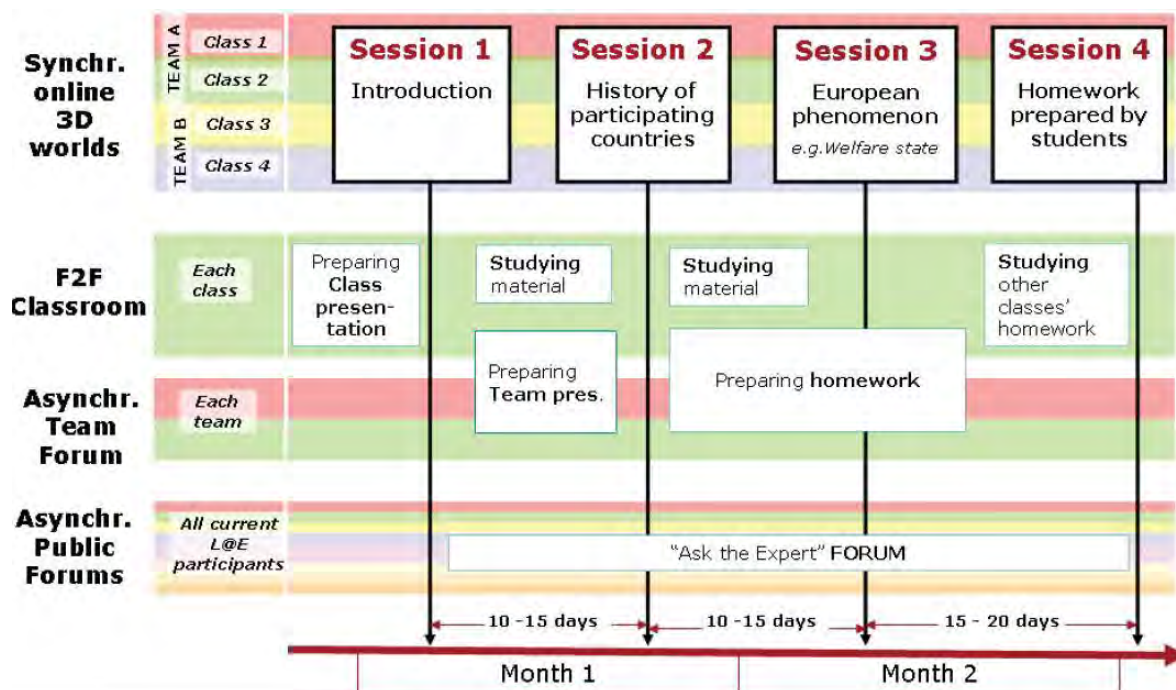 Synchr.
online
3D
worlds
TEAM A
TEAM B
Class 1
Class 2
Class 3
Class 4
Session 1
Introduction
Session 2
History of
participating
countries
Session 3
European
phenomenon
e.g.Welfare state
Session 4
Homework
prepared by
students
F2F
Classroom
Each
class
Preparing
Class
presen-
tation
Studying
material
Studying
material
Studying
other
classes'
homework
Preparing
Team pres.
Preparing homework
Asynchr.
Team
Forum
Each
team
Asynchr.
Public
Forums
All current
L@E
participants
"Ask the Expert" FORUM
10 -15 days
10 -15 days
15 - 20 days
Month 1
Month 2